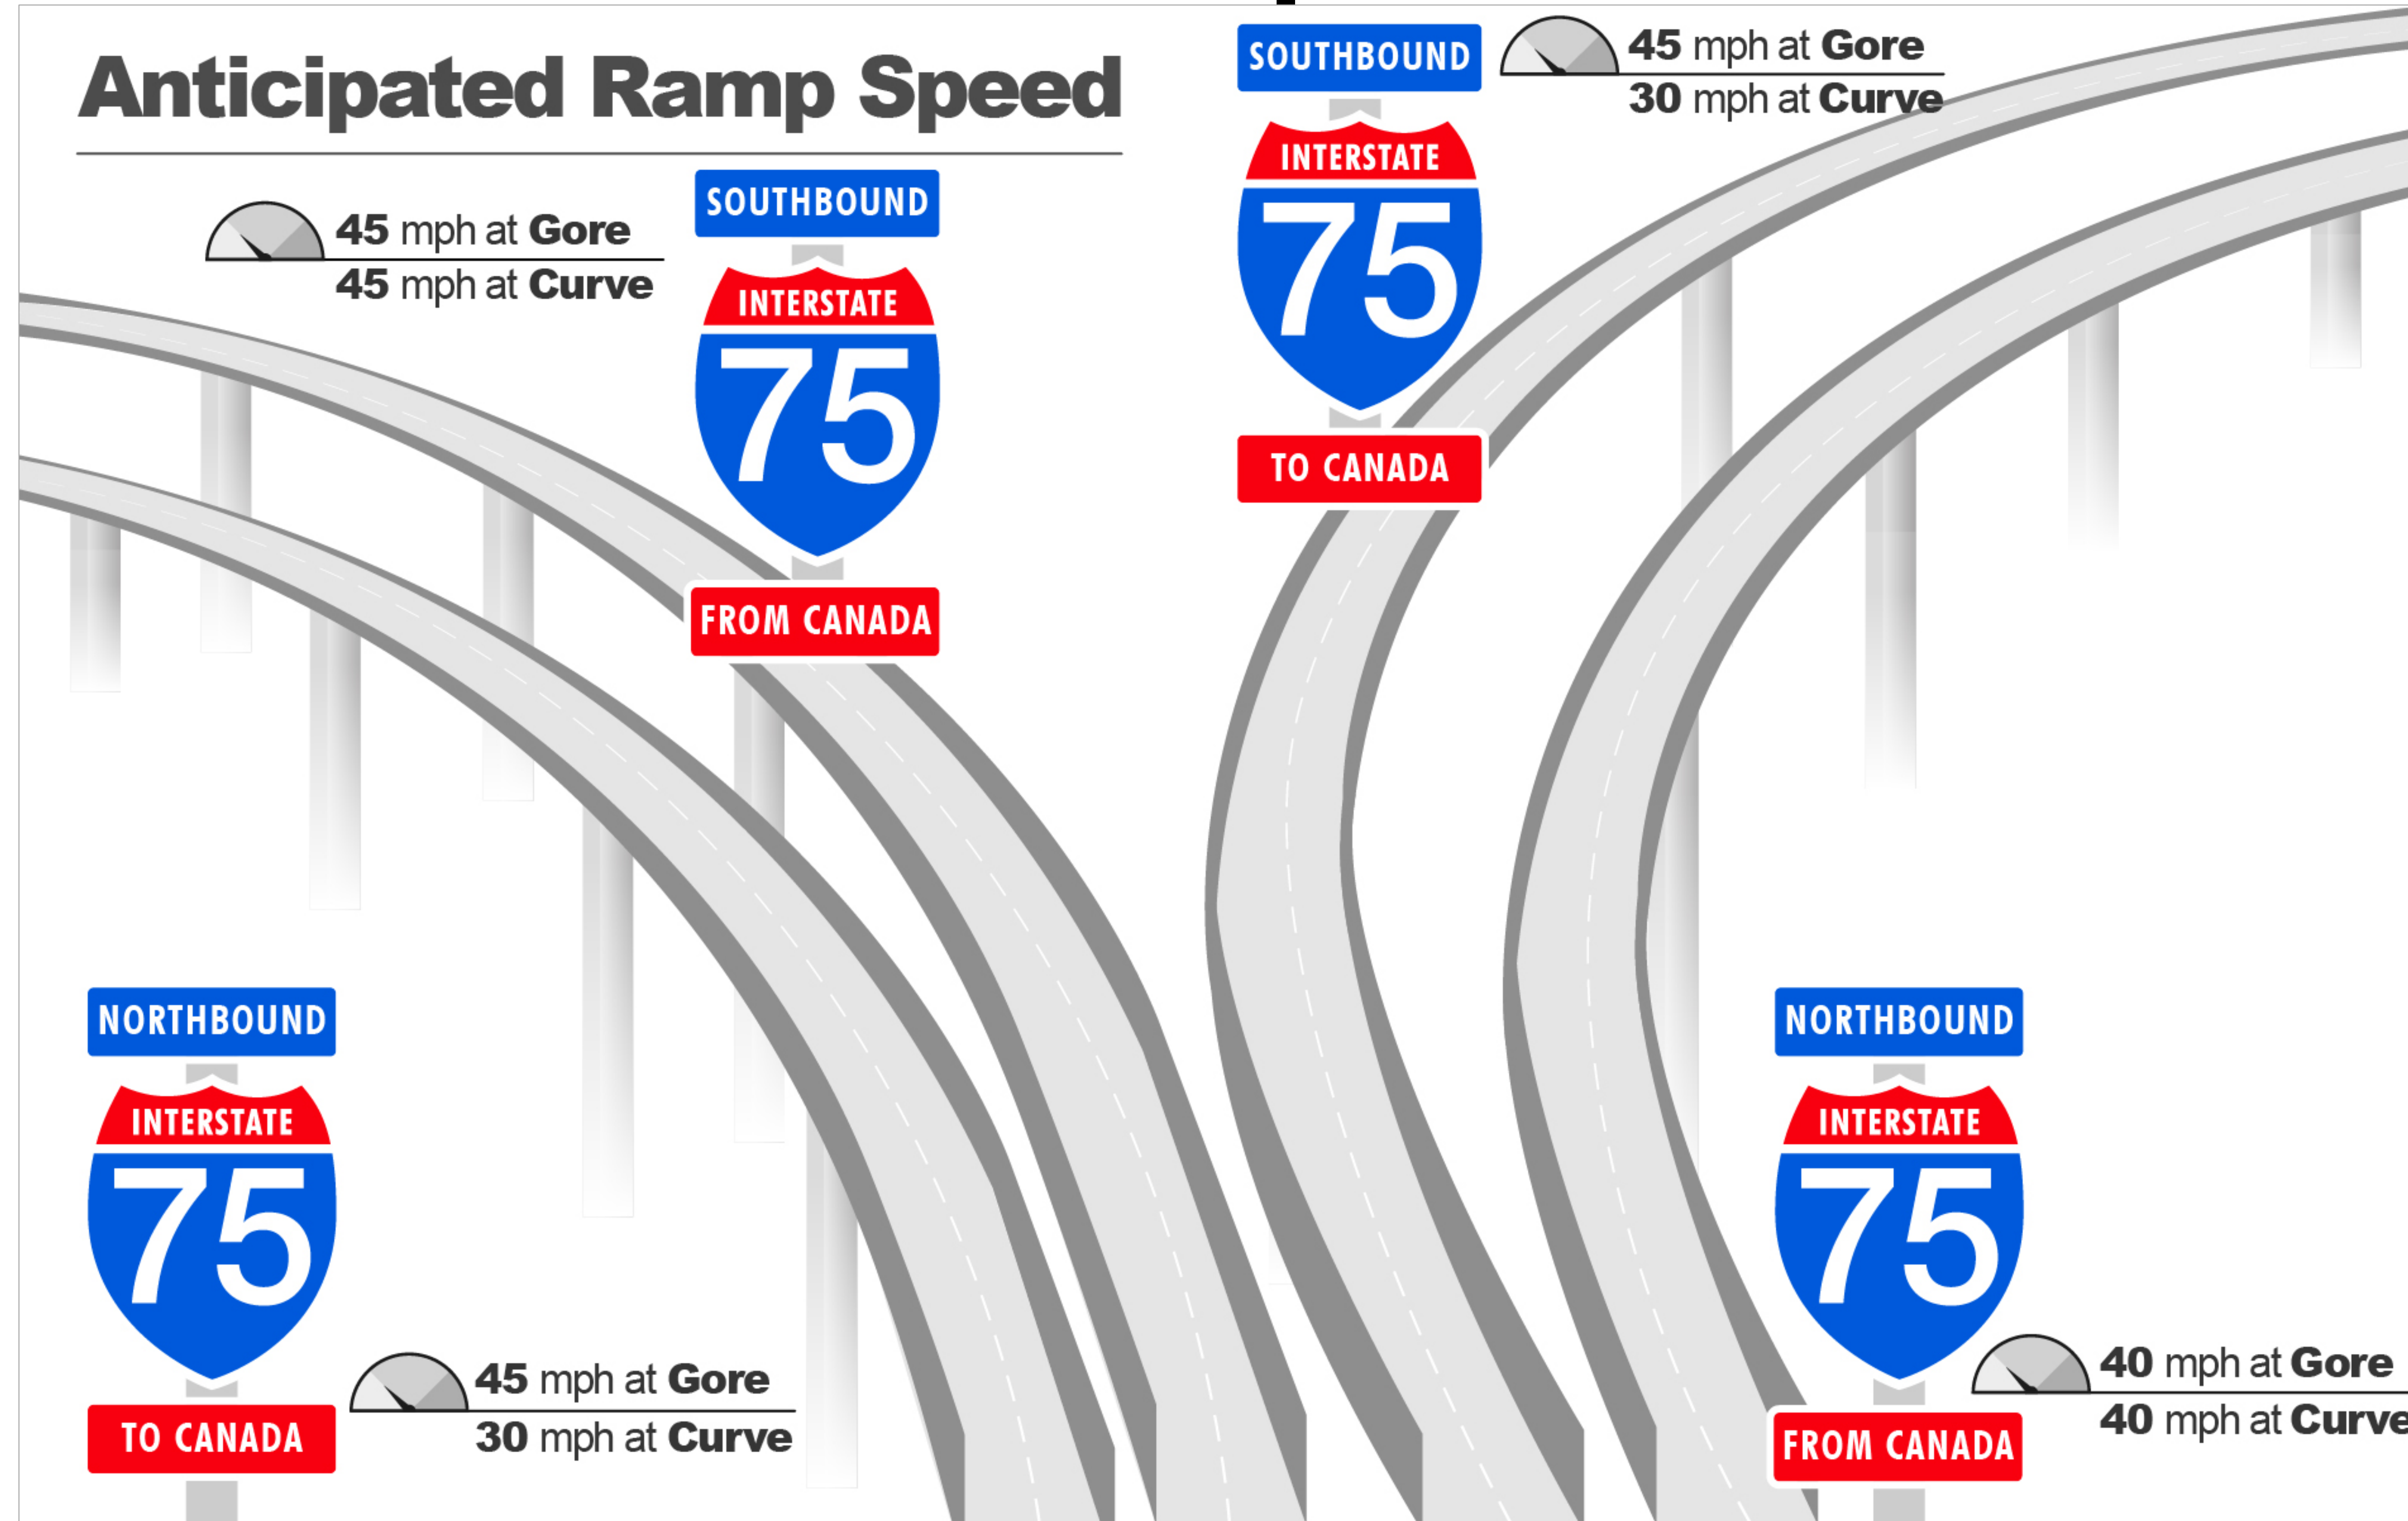 Anticipated Ramp Speed
45 mph at Gore
45 mph at Curve
SOUTHBOUND
INTERSTATE
75
FROM CANADA
SOUTHBOUND
INTERSTATE
75
TO CANADA
45 mph at Gore
30 mph at Curve
NORTHBOUND
INTERSTATE
75
TO CANADA
45 mph at Gore
30 mph at Curve
NORTHBOUND
INTERSTATE
75
FROM CANADA
40 mph at Gore
40 mph at Curve